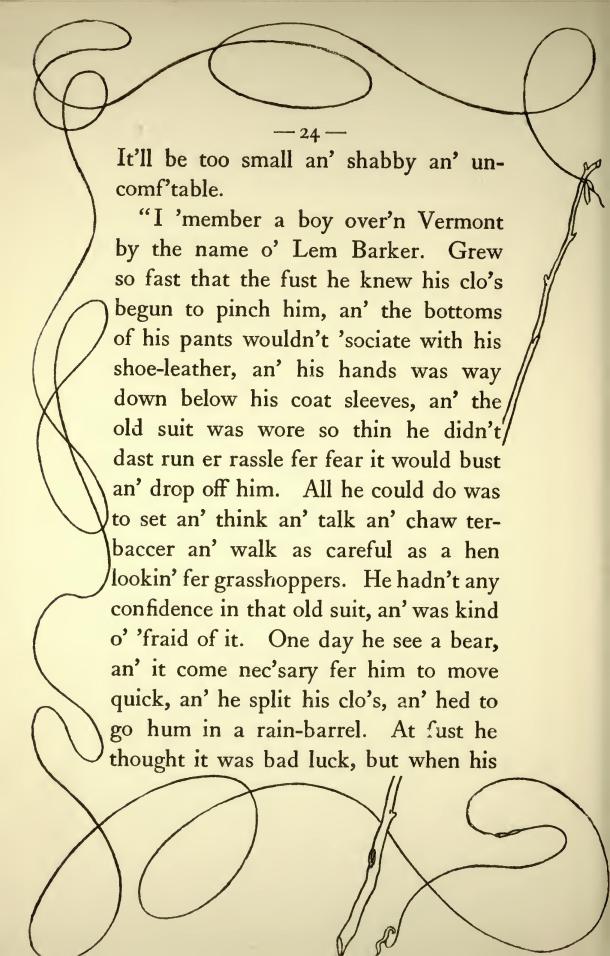 — 24 —
It'll be too small an' shabby an' un-
comf'table.
"I 'member a boy over'n Vermont
by the name o' Lem Barker. Grew
so fast that the fust he knew his clo's
begun to pinch him, an' the bottoms
of his pants wouldn't 'sociate with his
shoe-leather, an' his hands was way
down below his coat sleeves, an' the
old suit was wore so thin he didn't
dast run er rassle fer fear it would bust
an' drop off him. All he could do was
to set an' think an' talk an' chaw ter-
baccer an' walk as careful as a hen
lookin' fer grasshoppers. He hadn't any
confidence in that old suit, an' was kind
o' 'fraid of it. One day he see a bear,
an' it come nec'sary fer him to move
quick, an' he split his clo's, an' hed to
go hum in a rain-barrel. At fust he
thought it was bad luck, but when his